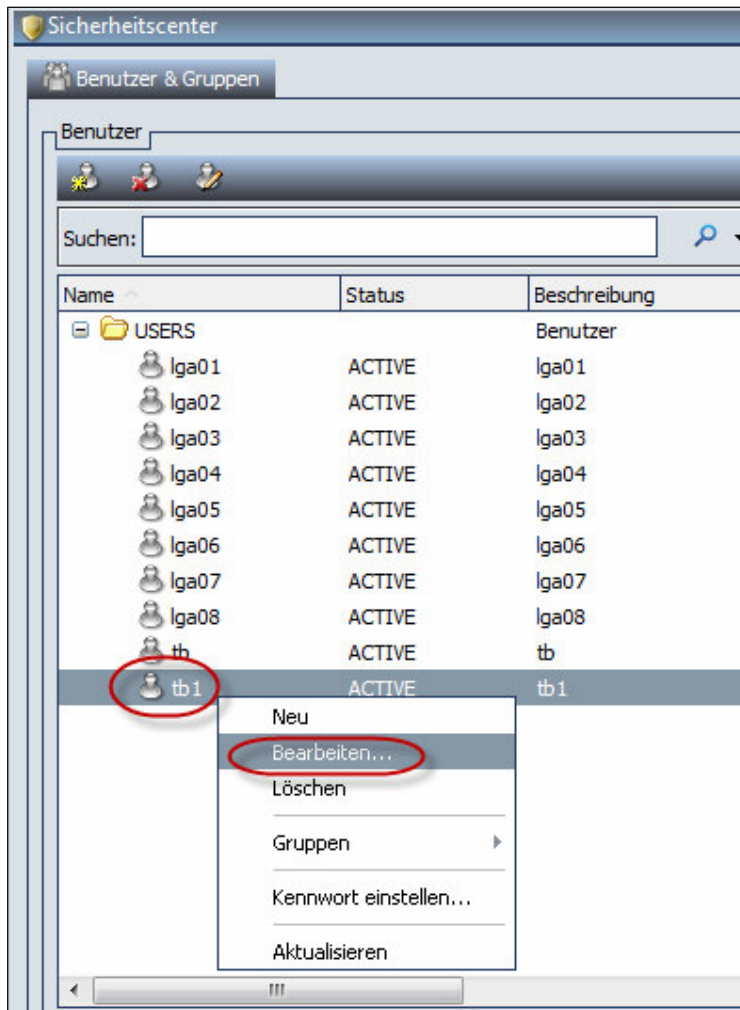 Sicherheitscenter
Benutzer & Gruppen
Benutzer
Suchen:
Name Status Beschreibung
USERS Benutzer
lga01 ACTIVE lga01
lga02 ACTIVE lga02
lga03 ACTIVE lga03
lga04 ACTIVE lga04
lga05 ACTIVE lga05
lga06 ACTIVE lga06
lga07 ACTIVE lga07
lga08 ACTIVE lga08
tb ACTIVE tb
tb1 ACTIVE tb1
Neu
Bearbeiten...
Löschen
Gruppen
Kennwort einstellen...
Aktualisieren